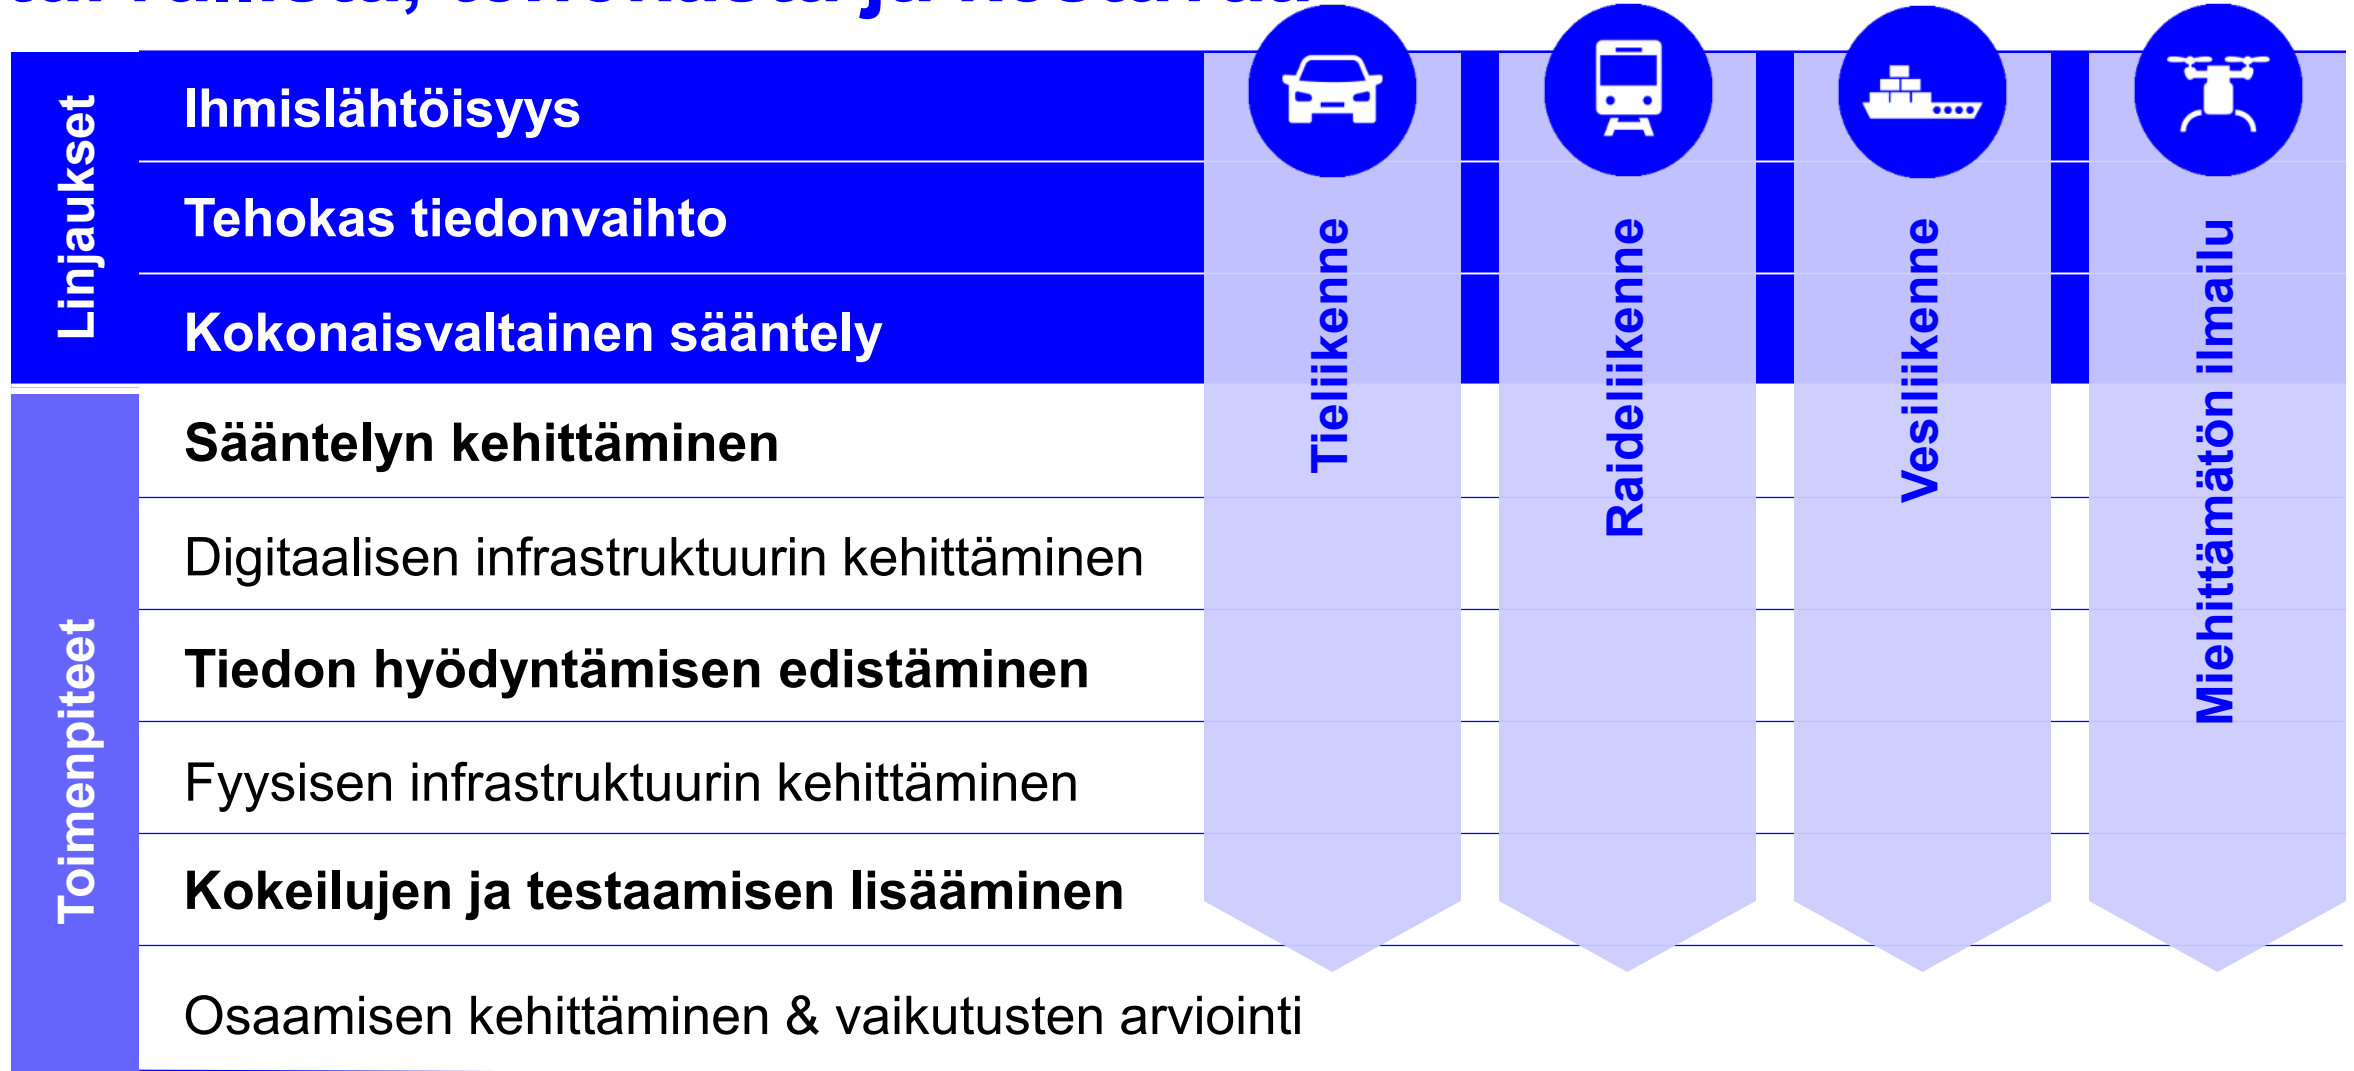 Linjaukset
Ihmislähtöisyys
Tehokas tiedonvaihto
Kokonaisvaltainen sääntely
Toimenpiteet
Sääntelyn kehittäminen
Digitaalisen infrastruktuurin kehittäminen
Tiedon hyödyntämisen edistäminen
Fyysisen infrastruktuurin kehittäminen
Kokeilujen ja testaamisen lisääminen
Osaamisen kehittäminen & vaikutusten arviointi
Tieliikenne
Raideliikenne
Vesiliikenne
Miehittämätön ilmailu